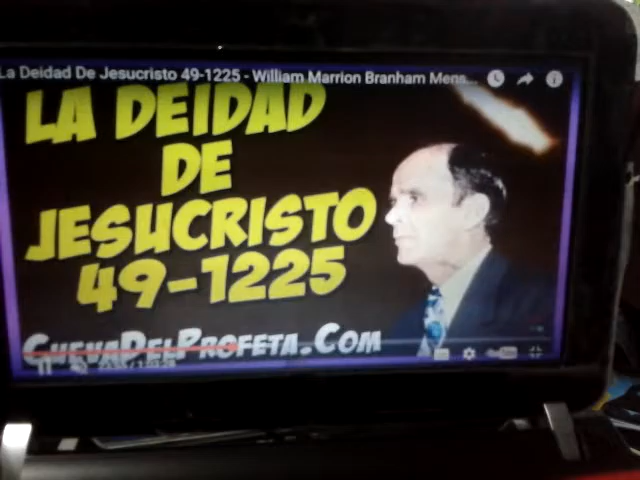 La Deidad De Jesucristo 49-1225 - William Marrion Branham Mens...
LA DEIDAD
DE
JESUCRISTO
49-1225
CUEVADELPROFETA.COM